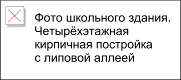 Фото школьного здания.
Четырёхэтажная
кирпичная постройка
с липовой аллеей